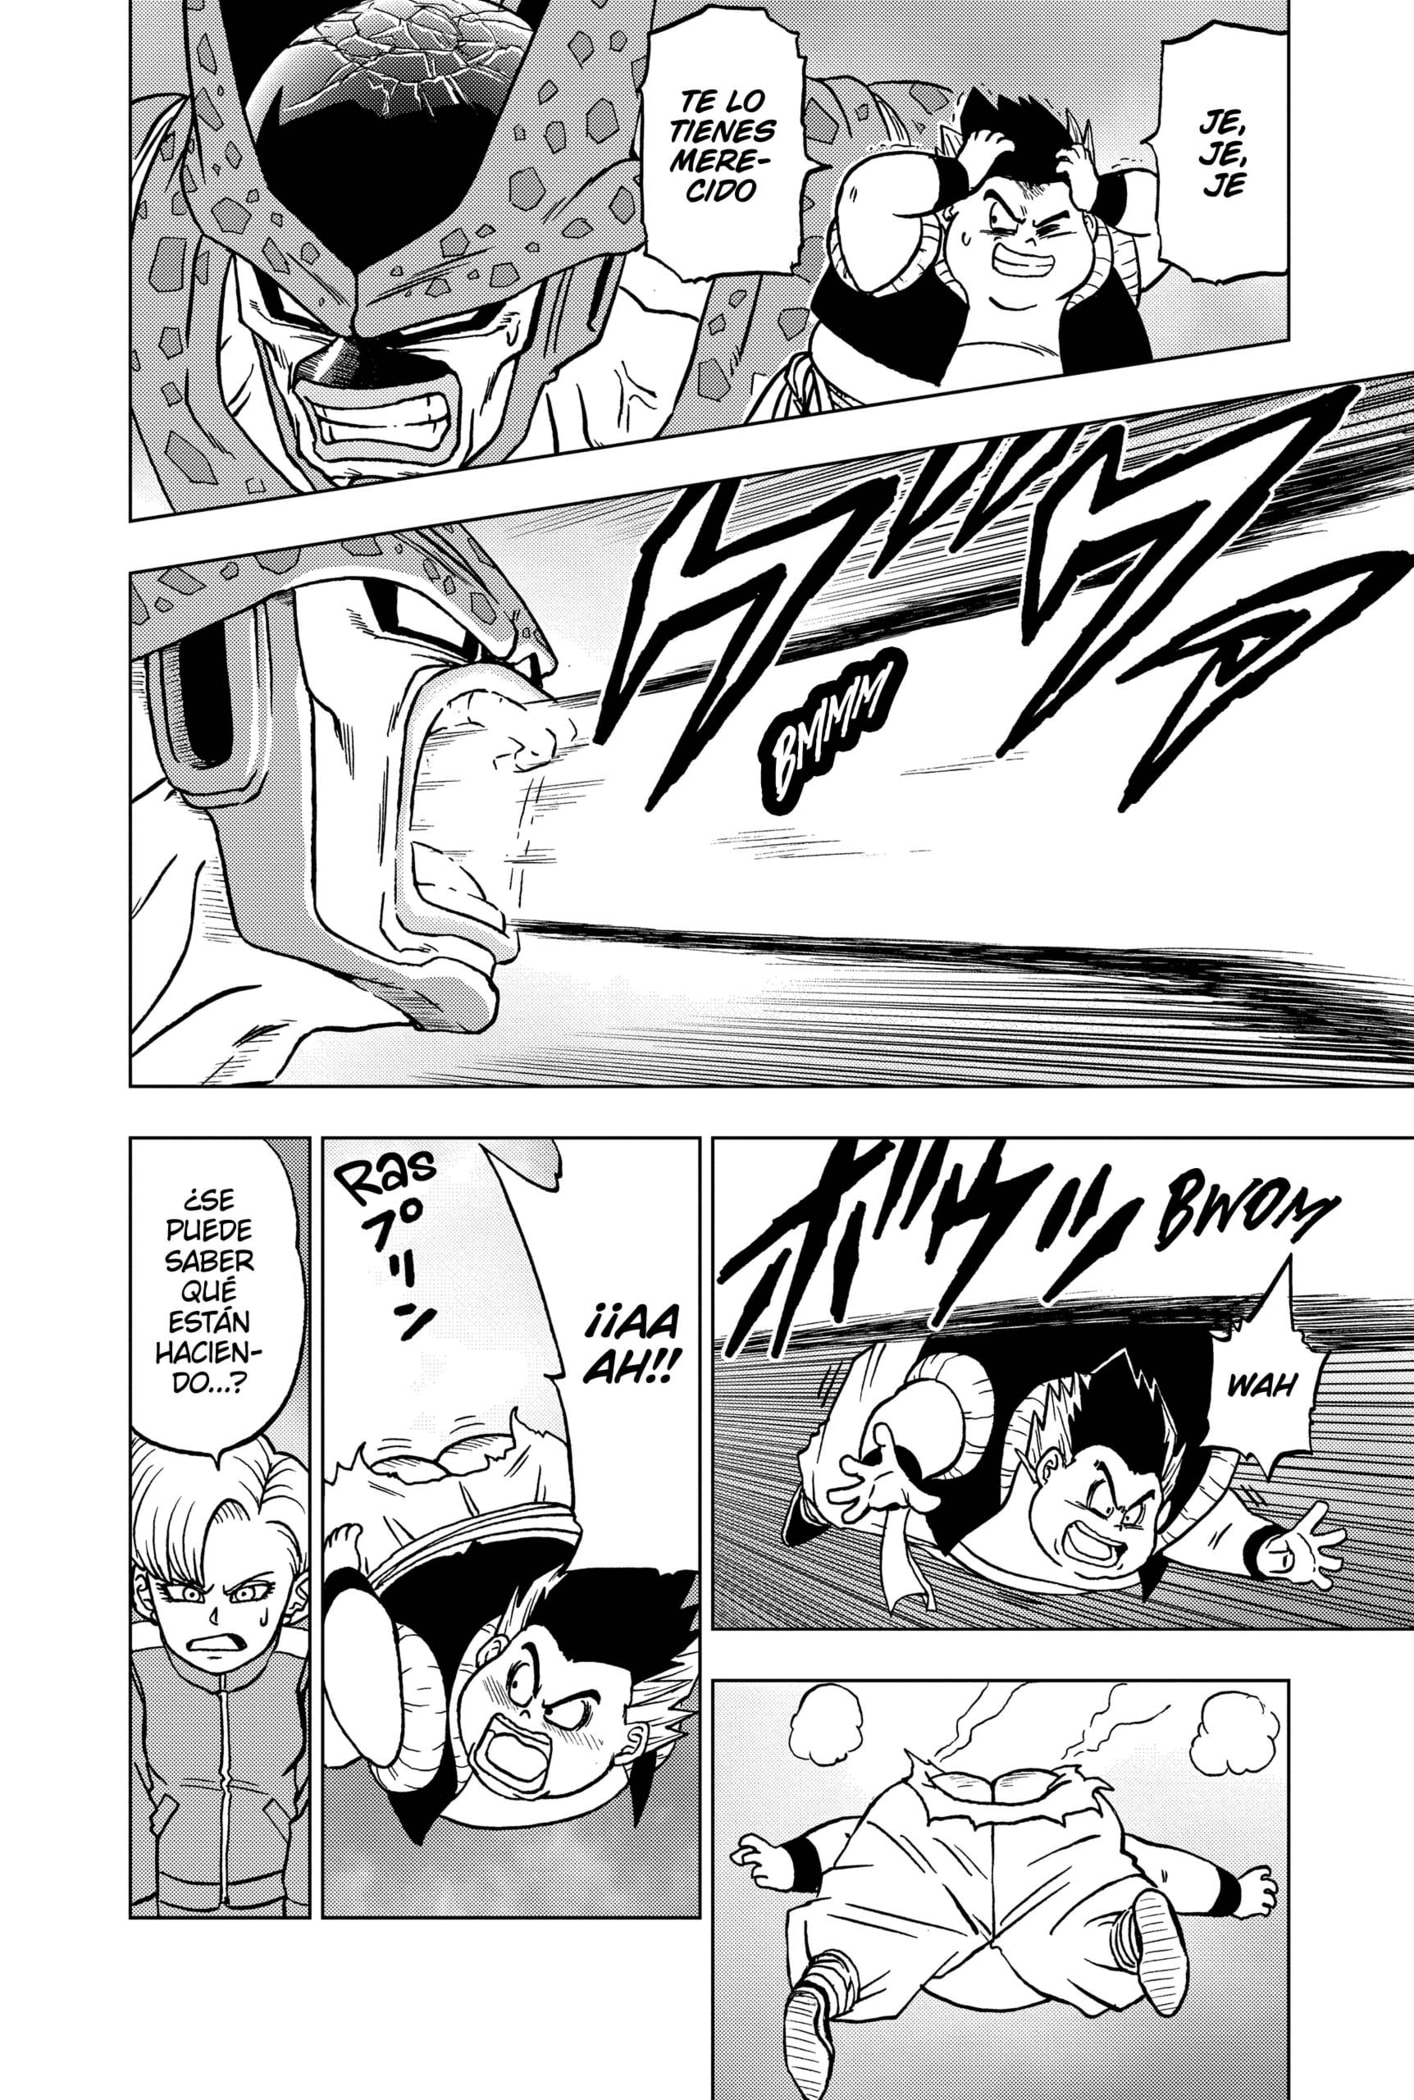 JE,
JE,
JE
TE LO
TIENES
MERE-
CIDO
BMMM
BWOM
WAH
¡¡AA
AH!!
Ras
プリン
¿SE
PUEDE
SABER
QUÉ
ESTÁN
HACIEN-
DO...?